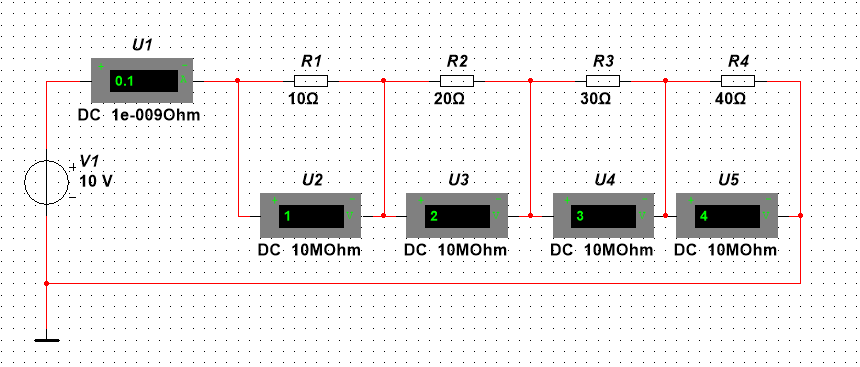 U1
+ −
0.1 A
DC 1e-009Ohm
R1
10Ω
R2
20Ω
R3
30Ω
R4
40Ω
V1
+
10 V
−
U2
+ −
1 V
DC 10MOhm
U3
+ −
2 V
DC 10MOhm
U4
+ −
3 V
DC 10MOhm
U5
+ −
4 V
DC 10MOhm